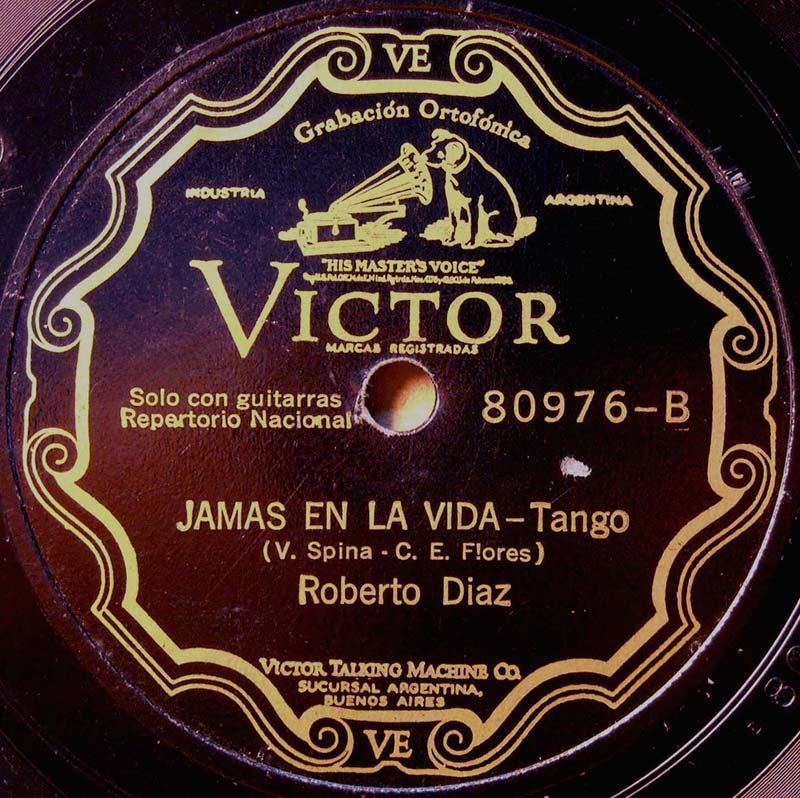 VE
Grabación Ortofónica
INDUSTRIA
ARGENTINA
"HIS MASTER'S VOICE"
VICTOR
MARCAS REGISTRADAS
Solo con guitarras
Repertorio Nacional
80976-B
JAMAS EN LA VIDA - Tango
(V. Spina - C. E. Flores)
Roberto Diaz
VICTOR TALKING MACHINE CO.
SUCURSAL ARGENTINA,
BUENOS AIRES
VE